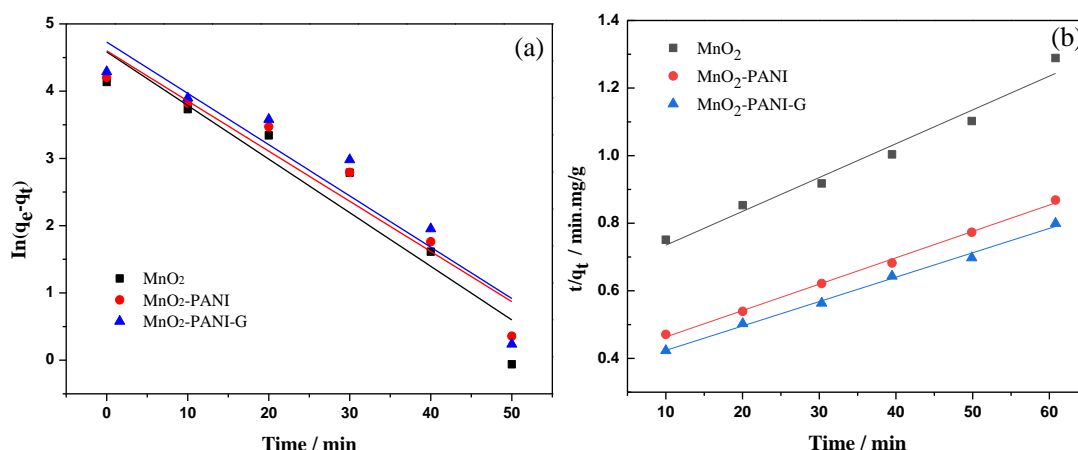 (a)
5
4
3
2
1
0
In(qe-qt)
MnO2
MnO2-PANI
MnO2-PANI-G
0 10 20 30 40 50
Time / min
(b)
1.4
1.2
1.0
0.8
0.6
0.4
t/qt / min.mg/g
MnO2
MnO2-PANI
MnO2-PANI-G
10 20 30 40 50 60
Time / min